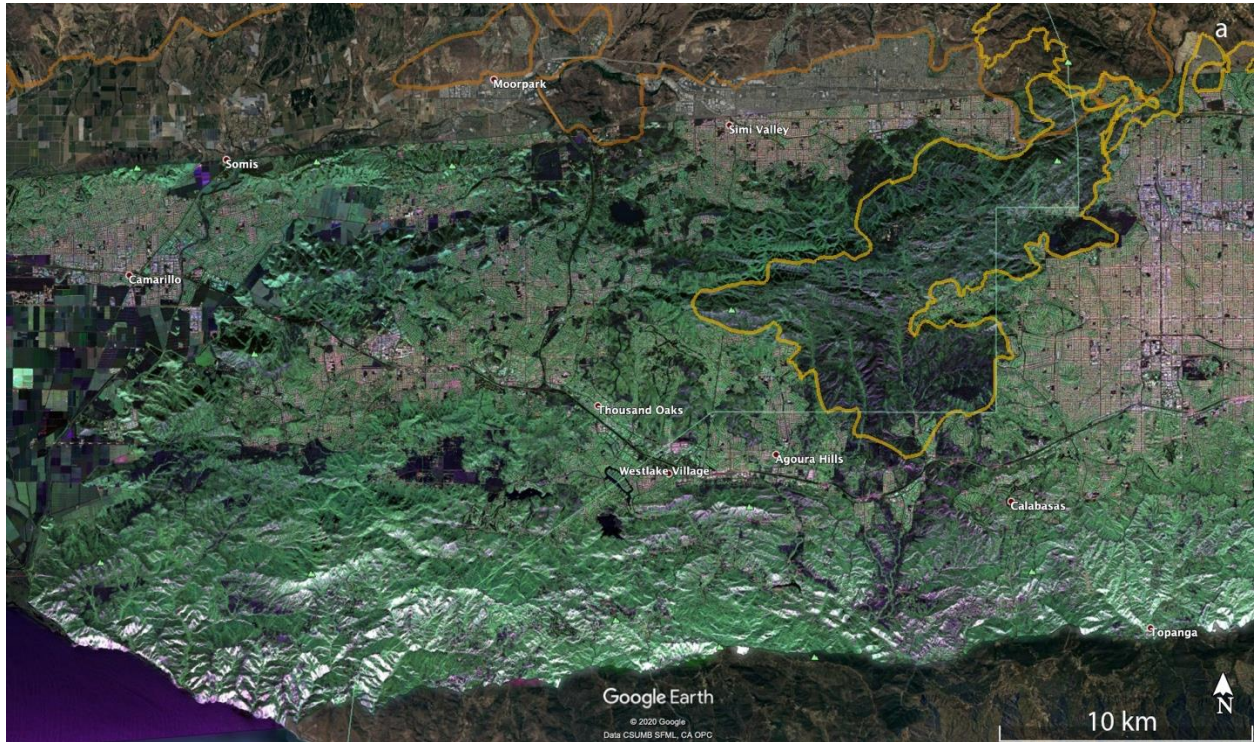 a
Moorpark
Simi Valley
Somis
Camarillo
Thousand Oaks
Westlake Village
Agoura Hills
Calabasas
Topanga
Google Earth
© 2020 Google
Data CSUMB SFML, CA OPC
N
10 km